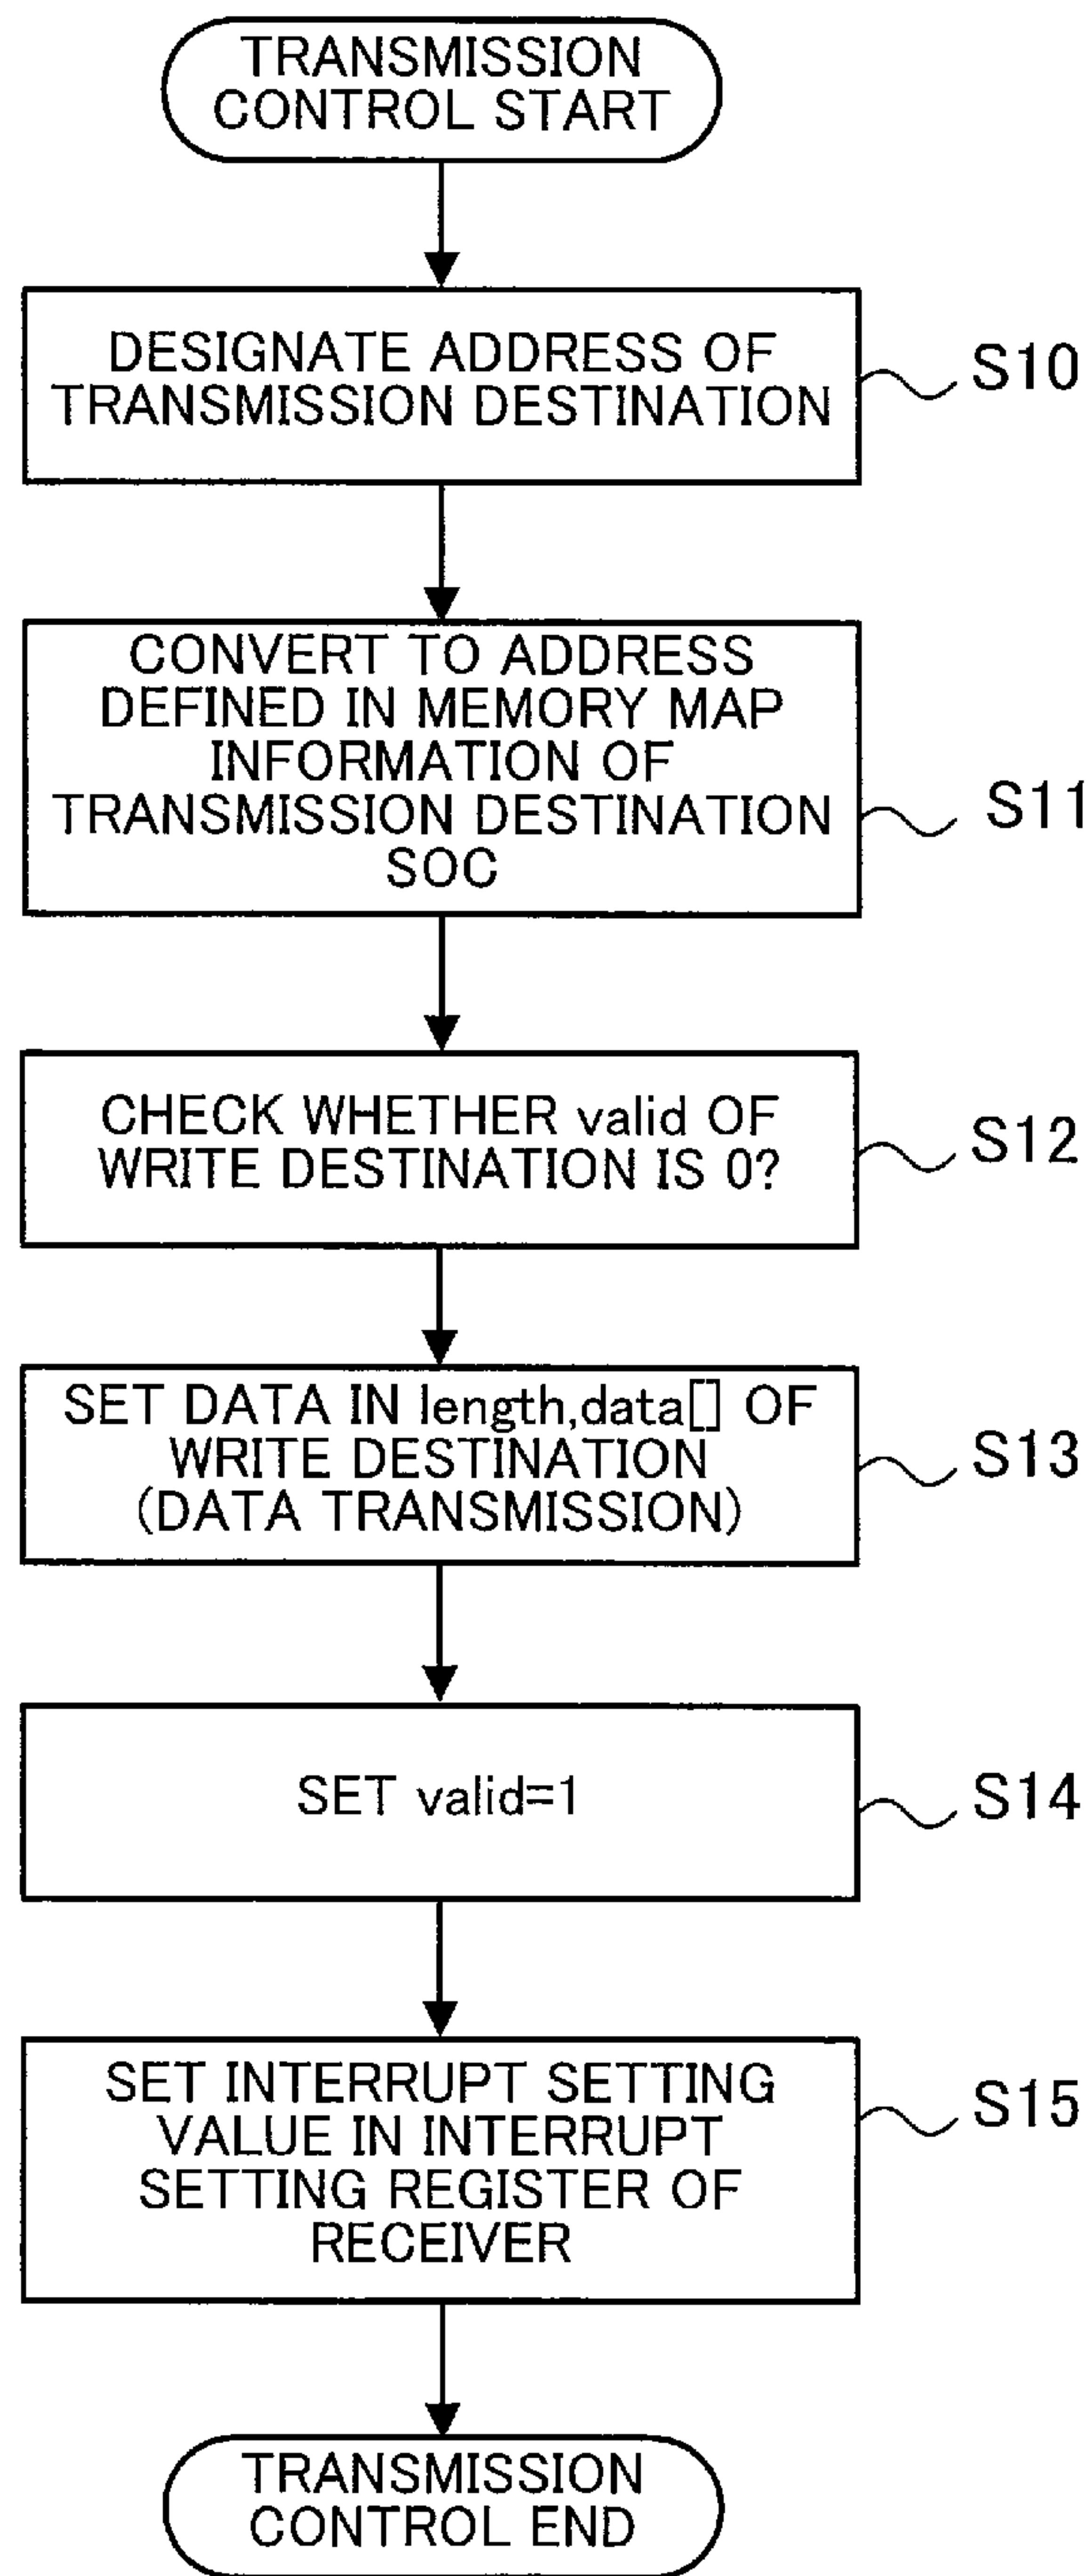 TRANSMISSION
CONTROL START
DESIGNATE ADDRESS OF
TRANSMISSION DESTINATION
S10
CONVERT TO ADDRESS
DEFINED IN MEMORY MAP
INFORMATION OF
TRANSMISSION DESTINATION
SOC
S11
CHECK WHETHER valid OF
WRITE DESTINATION IS 0?
S12
SET DATA IN length,data[] OF
WRITE DESTINATION
(DATA TRANSMISSION)
S13
SET valid=1
S14
SET INTERRUPT SETTING
VALUE IN INTERRUPT
SETTING REGISTER OF
RECEIVER
S15
TRANSMISSION
CONTROL END